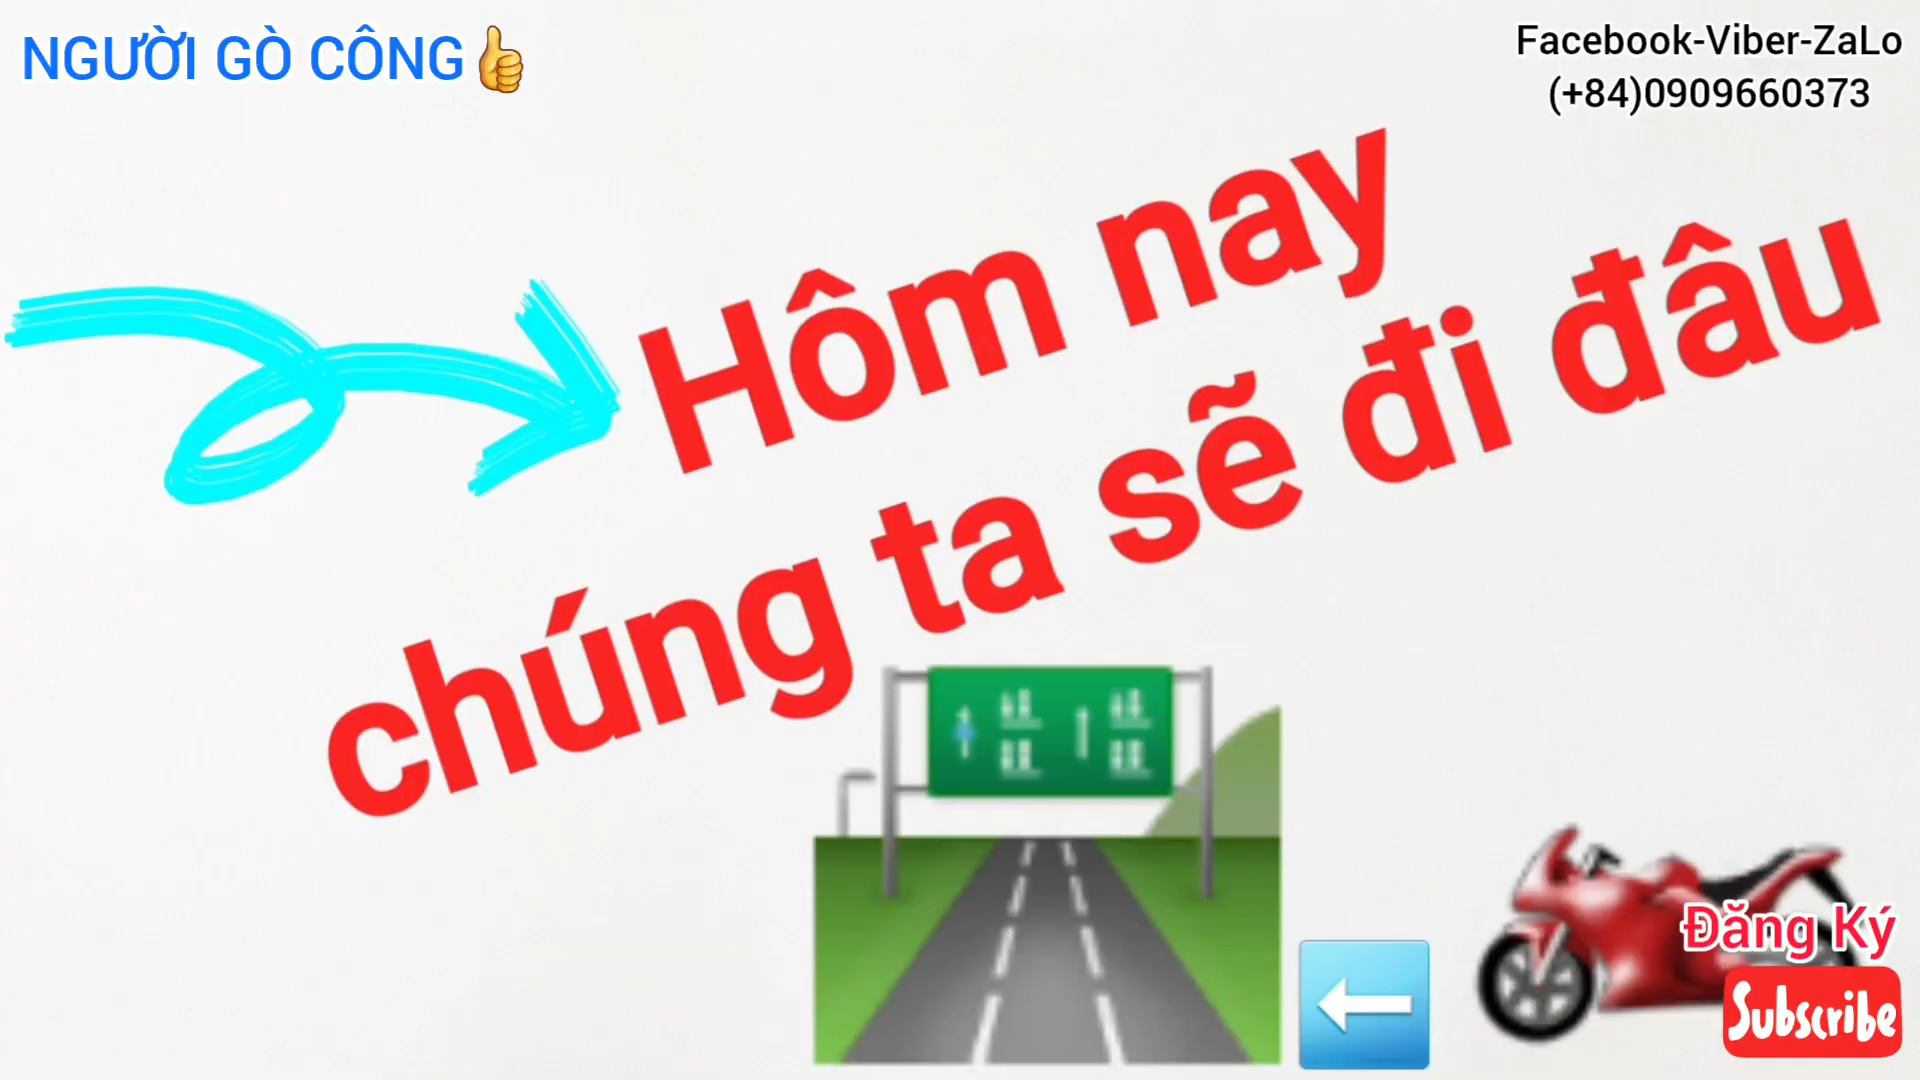 NGƯỜI GÒ CÔNG👍
Facebook-Viber-ZaLo
(+84)0909660373
Hôm nay
chúng ta sẽ đi đâu
Đăng Ký
Subscribe